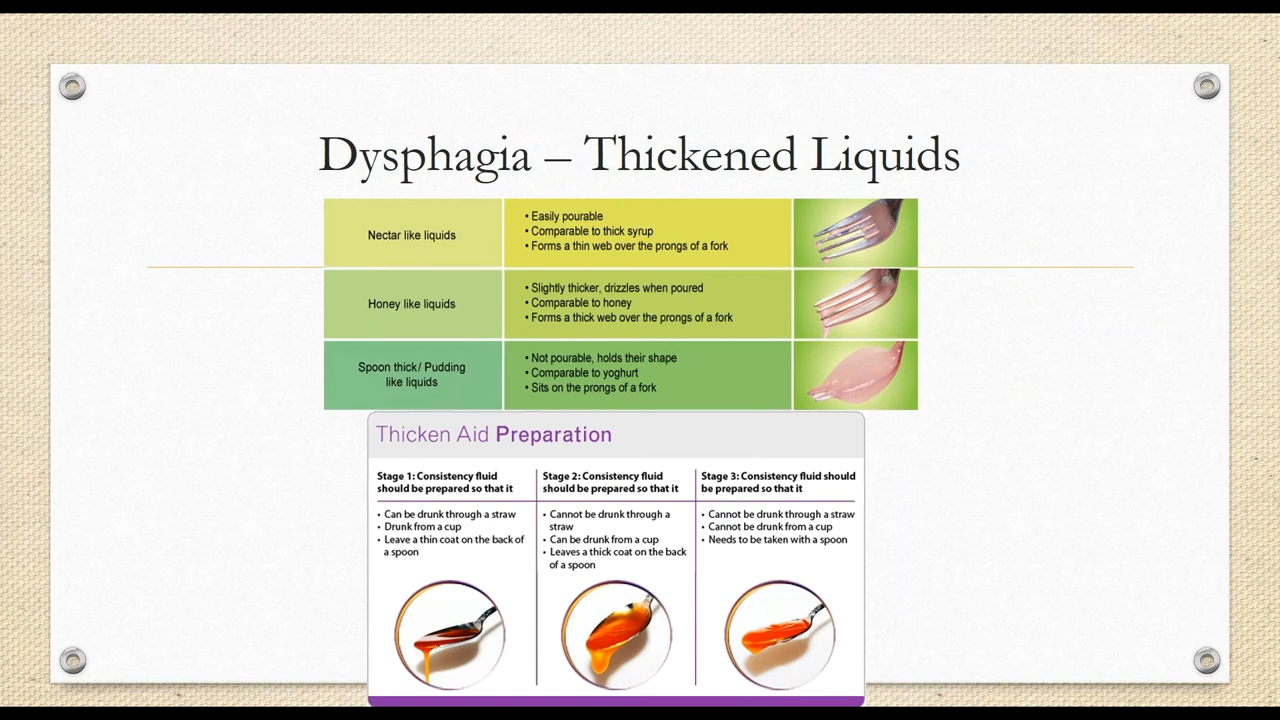 Dysphagia – Thickened Liquids
Nectar like liquids
• Easily pourable
• Comparable to thick syrup
• Forms a thin web over the prongs of a fork
Honey like liquids
• Slightly thicker, drizzles when poured
• Comparable to honey
• Forms a thick web over the prongs of a fork
Spoon thick/ Pudding
like liquids
• Not pourable, holds their shape
• Comparable to yoghurt
• Sits on the prongs of a fork
Thicken Aid Preparation
Stage 1: Consistency fluid
should be prepared so that it
• Can be drunk through a straw
• Drunk from a cup
• Leave a thin coat on the back of
a spoon
Stage 2: Consistency fluid
should be prepared so that it
• Cannot be drunk through a
straw
• Can be drunk from a cup
• Leaves a thick coat on the back
of a spoon
Stage 3: Consistency fluid should
be prepared so that it
• Cannot be drunk through a straw
• Cannot be drunk from a cup
• Needs to be taken with a spoon